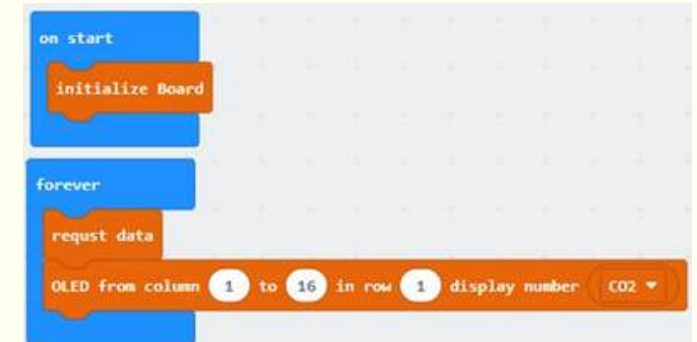 on start
initialize Board
forever
requst data
OLED from column 1 to 16 in row 1 display number CO2